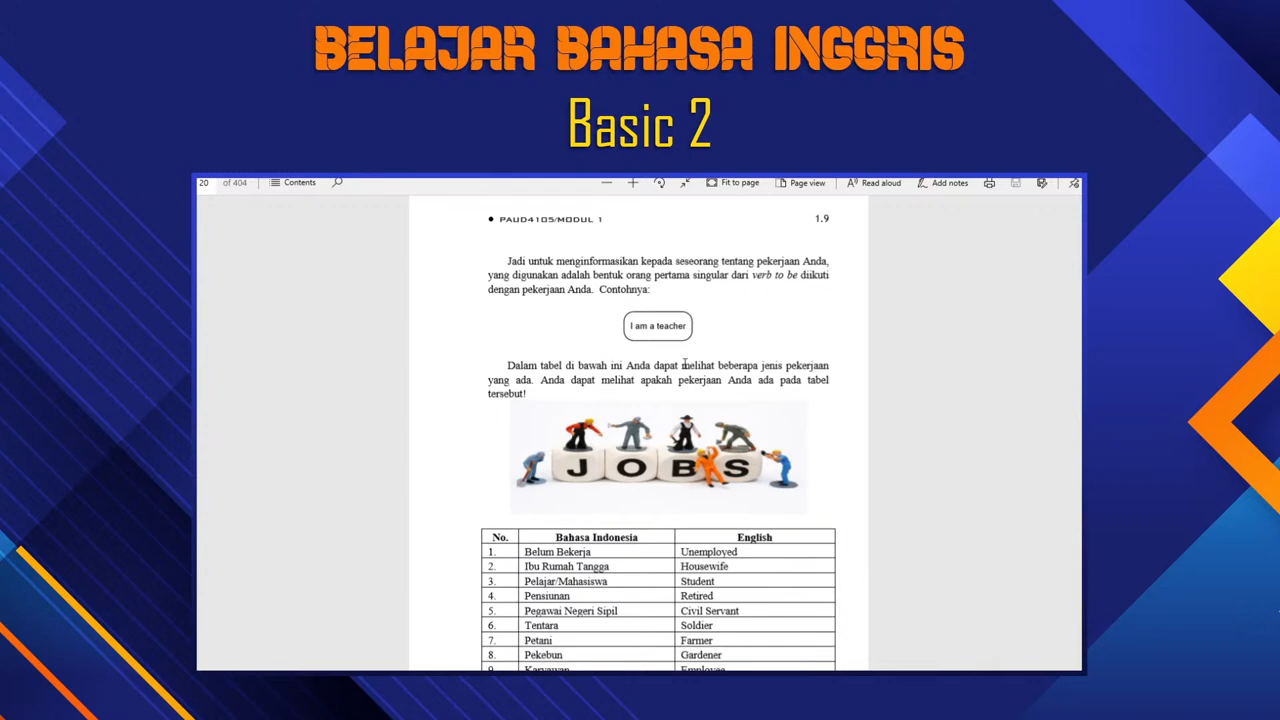 BELAJAR BAHASA INGGRIS
Basic 2
20 of 404 Contents Fit to page Page view Read aloud Add notes
• PAUD4105/MODUL 1 1.9
Jadi untuk menginformasikan kepada seseorang tentang pekerjaan Anda,
yang digunakan adalah bentuk orang pertama singular dari verb to be diikuti
dengan pekerjaan Anda. Contohnya:
I am a teacher
Dalam tabel di bawah ini Anda dapat melihat beberapa jenis pekerjaan
yang ada. Anda dapat melihat apakah pekerjaan Anda ada pada tabel
tersebut!
JOBS
No. Bahasa Indonesia English
1. Belum Bekerja Unemployed
2. Ibu Rumah Tangga Housewife
3. Pelajar/Mahasiswa Student
4. Pensiunan Retired
5. Pegawai Negeri Sipil Civil Servant
6. Tentara Soldier
7. Petani Farmer
8. Pekebun Gardener
9. Karyawan Employee